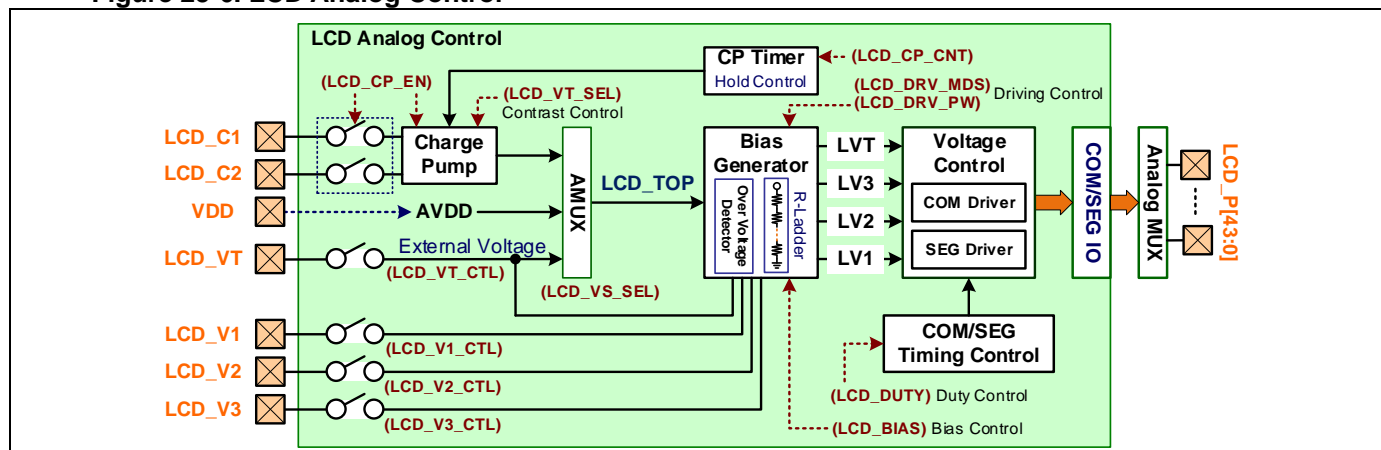 Figure 25-6. LCD Analog Control
LCD Analog Control
CP Timer
Hold Control
(LCD_CP_CNT)
(LCD_CP_EN)
(LCD_VT_SEL)
Contrast Control
(LCD_DRV_MDS)
(LCD_DRV_PW)
Driving Control
LCD_C1
LCD_C2
VDD
LCD_VT
LCD_V1
LCD_V2
LCD_V3
Charge
Pump
AVDD
External Voltage
(LCD_VT_CTL)
AMUX
(LCD_VS_SEL)
LCD_TOP
Bias
Generator
Over Voltage
Detector
R-Ladder
LVT
LV3
LV2
LV1
Voltage
Control
COM Driver
SEG Driver
COM/SEG IO
Analog MUX
LCD_P[43:0]
(LCD_V1_CTL)
(LCD_V2_CTL)
(LCD_V3_CTL)
COM/SEG
Timing Control
(LCD_DUTY) Duty Control
(LCD_BIAS) Bias Control